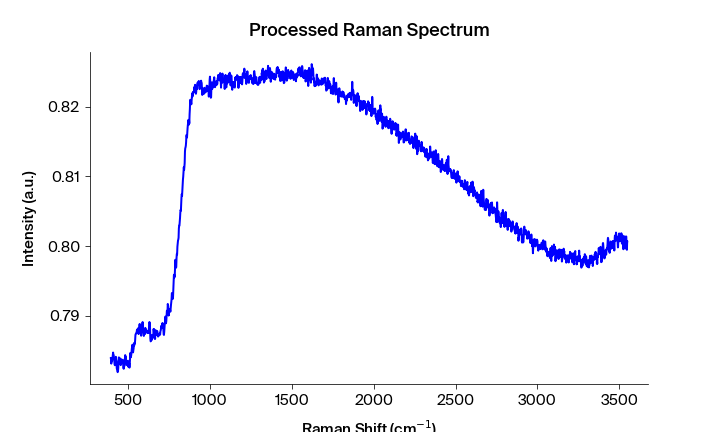 Processed Raman Spectrum
Intensity (a.u.)
0.82
0.81
0.80
0.79
500 1000 1500 2000 2500 3000 3500
Raman Shift (cm⁻¹)